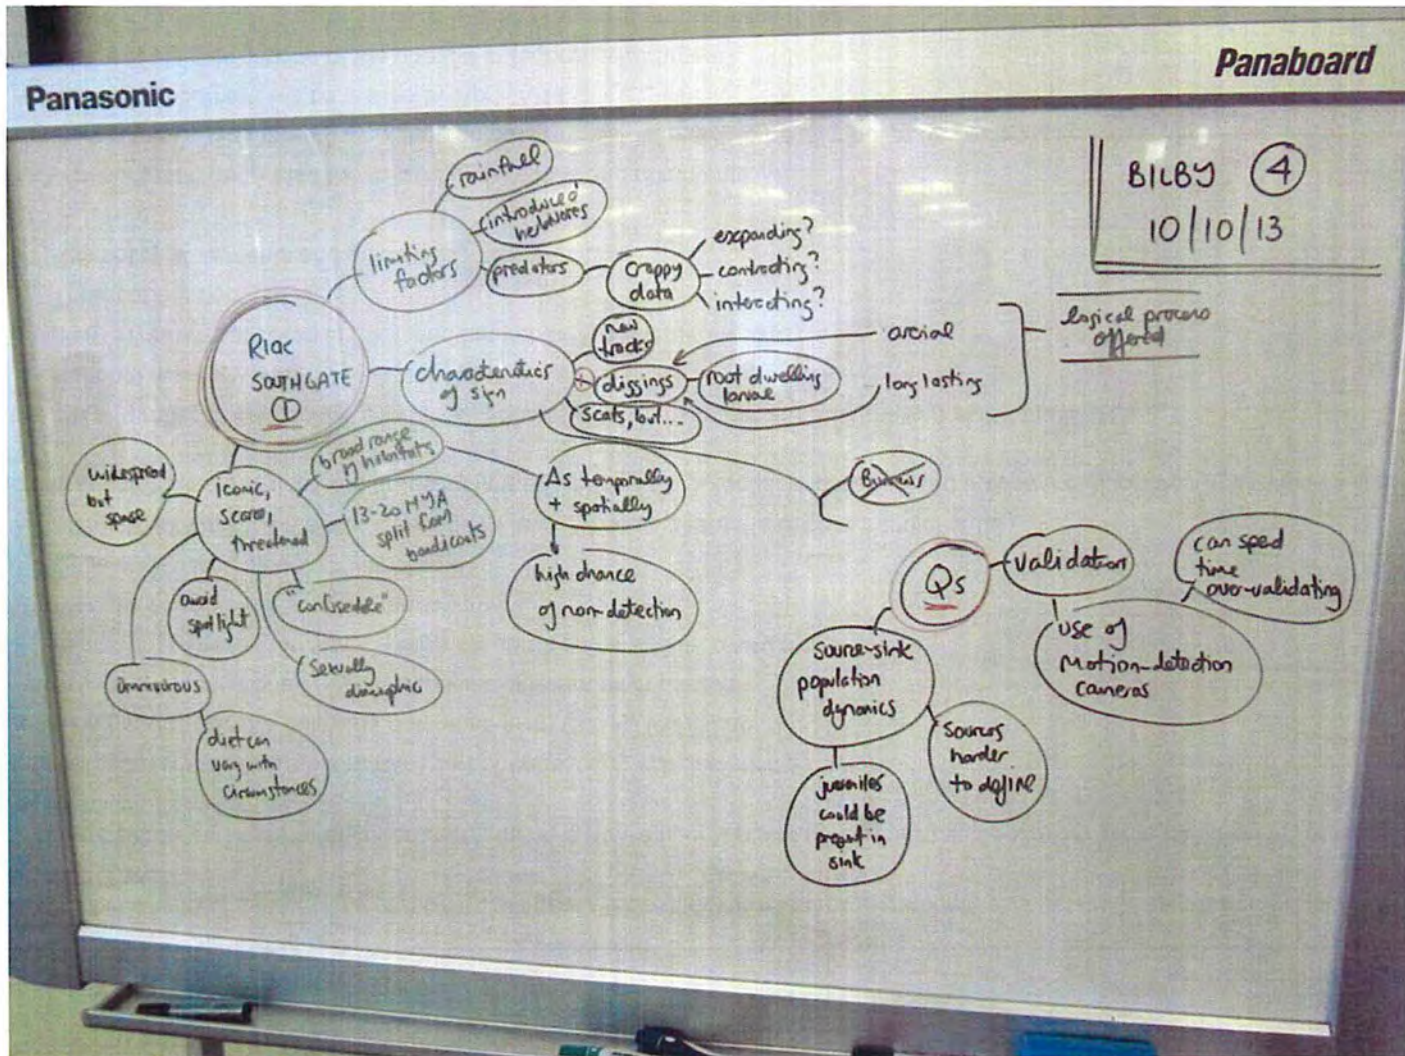 Panasonic
Panaboard
BILBY 4
10/10/13
RIAC
SOUTHGATE
1
limiting
factors
rainfall
introduced
herbivores
predators
crappy
data
expanding?
contracting?
interacting?
characteristics
of sign
new
tracks
diggings
root dwelling
larvae
scats, but...
aerial
long lasting
logical process
offered
Burrows
Iconic,
scarce,
threatened
widespread
but
sparse
broad range
of habitats
13-20 MYA
split from
bandicoots
Δs temporally
+ spatially
high chance
of non-detection
avoid
spotlight
"confuseable"
Sexually
dimorphic
omnivorous
diet can
vary with
circumstances
Qs
validation
use of
motion-detection
cameras
can spend
time
over-validating
source-sink
population
dynamics
sources
harder
to define
juveniles
could be
present in
sink